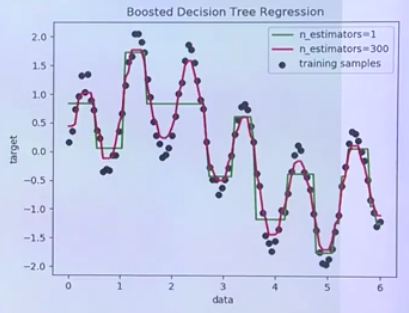 Boosted Decision Tree Regression
n_estimators=1
n_estimators=300
training samples
2.0
1.5
1.0
0.5
0.0
−0.5
−1.0
−1.5
−2.0
target
0 1 2 3 4 5 6
data